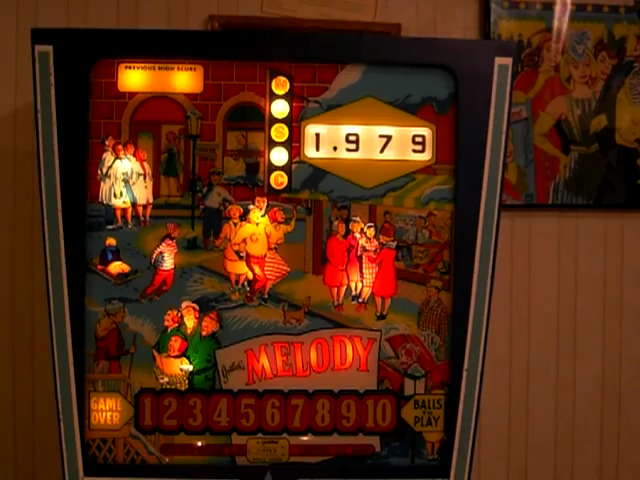 PREVIOUS HIGH SCORE
M
S
C
1.979
Gottlieb's
MELODY
GAME
OVER
1 2 3 4 5 6 7 8 9 10
BALLS
TO
PLAY